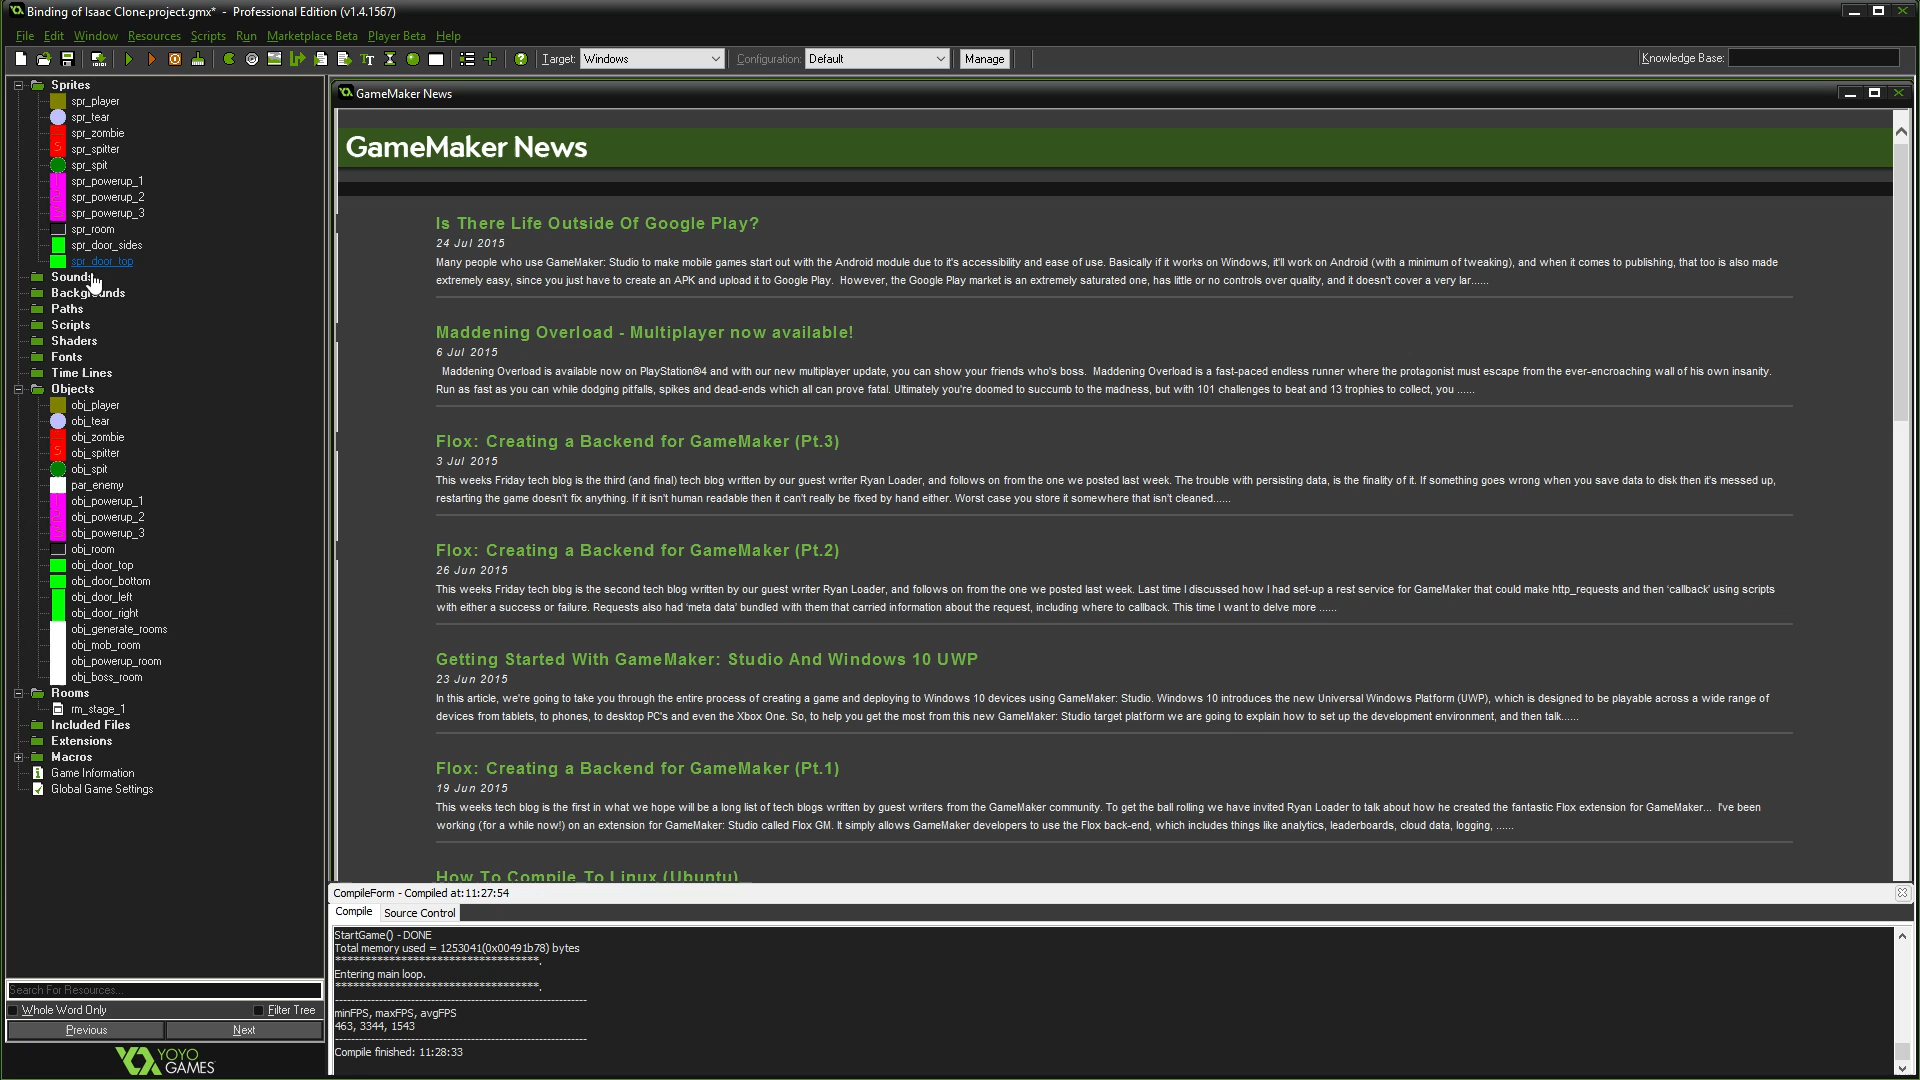 Binding of Isaac Clone.project.gmx* - Professional Edition (v1.4.1567)
File Edit Window Resources Scripts Run Marketplace Beta Player Beta Help
Target: Windows Configuration: Default Manage Knowledge Base:
Sprites
spr_player
spr_tear
spr_zombie
spr_spitter
spr_spit
spr_powerup_1
spr_powerup_2
spr_powerup_3
spr_room
spr_door_sides
spr_door_top
Sounds
Backgrounds
Paths
Scripts
Shaders
Fonts
Time Lines
Objects
obj_player
obj_tear
obj_zombie
obj_spitter
obj_spit
par_enemy
obj_powerup_1
obj_powerup_2
obj_powerup_3
obj_room
obj_door_top
obj_door_bottom
obj_door_left
obj_door_right
obj_generate_rooms
obj_mob_room
obj_powerup_room
obj_boss_room
Rooms
rm_stage_1
Included Files
Extensions
Macros
Game Information
Global Game Settings
Search For Resources...
Whole Word Only Filter Tree
Previous Next
YOYO
GAMES
GameMaker News
GameMaker News
Is There Life Outside Of Google Play?
24 Jul 2015
Many people who use GameMaker: Studio to make mobile games start out with the Android module due to it's accessibility and ease of use. Basically if it works on Windows, it'll work on Android (with a minimum of tweaking), and when it comes to publishing, that too is also made
extremely easy, since you just have to create an APK and upload it to Google Play. However, the Google Play market is an extremely saturated one, has little or no controls over quality, and it doesn't cover a very lar......
Maddening Overload - Multiplayer now available!
6 Jul 2015
Maddening Overload is available now on PlayStation®4 and with our new multiplayer update, you can show your friends who's boss. Maddening Overload is a fast-paced endless runner where the protagonist must escape from the ever-encroaching wall of his own insanity.
Run as fast as you can while dodging pitfalls, spikes and dead-ends which all can prove fatal. Ultimately you're doomed to succumb to the madness, but with 101 challenges to beat and 13 trophies to collect, you ......
Flox: Creating a Backend for GameMaker (Pt.3)
3 Jul 2015
This weeks Friday tech blog is the third (and final) tech blog written by our guest writer Ryan Loader, and follows on from the one we posted last week. The trouble with persisting data, is the finality of it. If something goes wrong when you save data to disk then it's messed up,
restarting the game doesn't fix anything. If it isn't human readable then it can't really be fixed by hand either. Worst case you store it somewhere that isn't cleaned......
Flox: Creating a Backend for GameMaker (Pt.2)
26 Jun 2015
This weeks Friday tech blog is the second tech blog written by our guest writer Ryan Loader, and follows on from the one we posted last week. Last time I discussed how I had set-up a rest service for GameMaker that could make http_requests and then 'callback' using scripts
with either a success or failure. Requests also had 'meta data' bundled with them that carried information about the request, including where to callback. This time I want to delve more ......
Getting Started With GameMaker: Studio And Windows 10 UWP
23 Jun 2015
In this article, we're going to take you through the entire process of creating a game and deploying to Windows 10 devices using GameMaker: Studio. Windows 10 introduces the new Universal Windows Platform (UWP), which is designed to be playable across a wide range of
devices from tablets, to phones, to desktop PC's and even the Xbox One. So, to help you get the most from this new GameMaker: Studio target platform we are going to explain how to set up the development environment, and then talk......
Flox: Creating a Backend for GameMaker (Pt.1)
19 Jun 2015
This weeks tech blog is the first in what we hope will be a long list of tech blogs written by guest writers from the GameMaker community. To get the ball rolling we have invited Ryan Loader to talk about how he created the fantastic Flox extension for GameMaker... I've been
working (for a while now!) on an extension for GameMaker: Studio called Flox GM. It simply allows GameMaker developers to use the Flox back-end, which includes things like analytics, leaderboards, cloud data, logging, ......
How To Compile To Linux (Ubuntu)
CompileForm - Compiled at:11:27:54
Compile Source Control
StartGame() - DONE
Total memory used = 1253041(0x00491b78) bytes
**********************************.
Entering main loop.
**********************************.
minFPS, maxFPS, avgFPS
463, 3344, 1543
Compile finished: 11:28:33